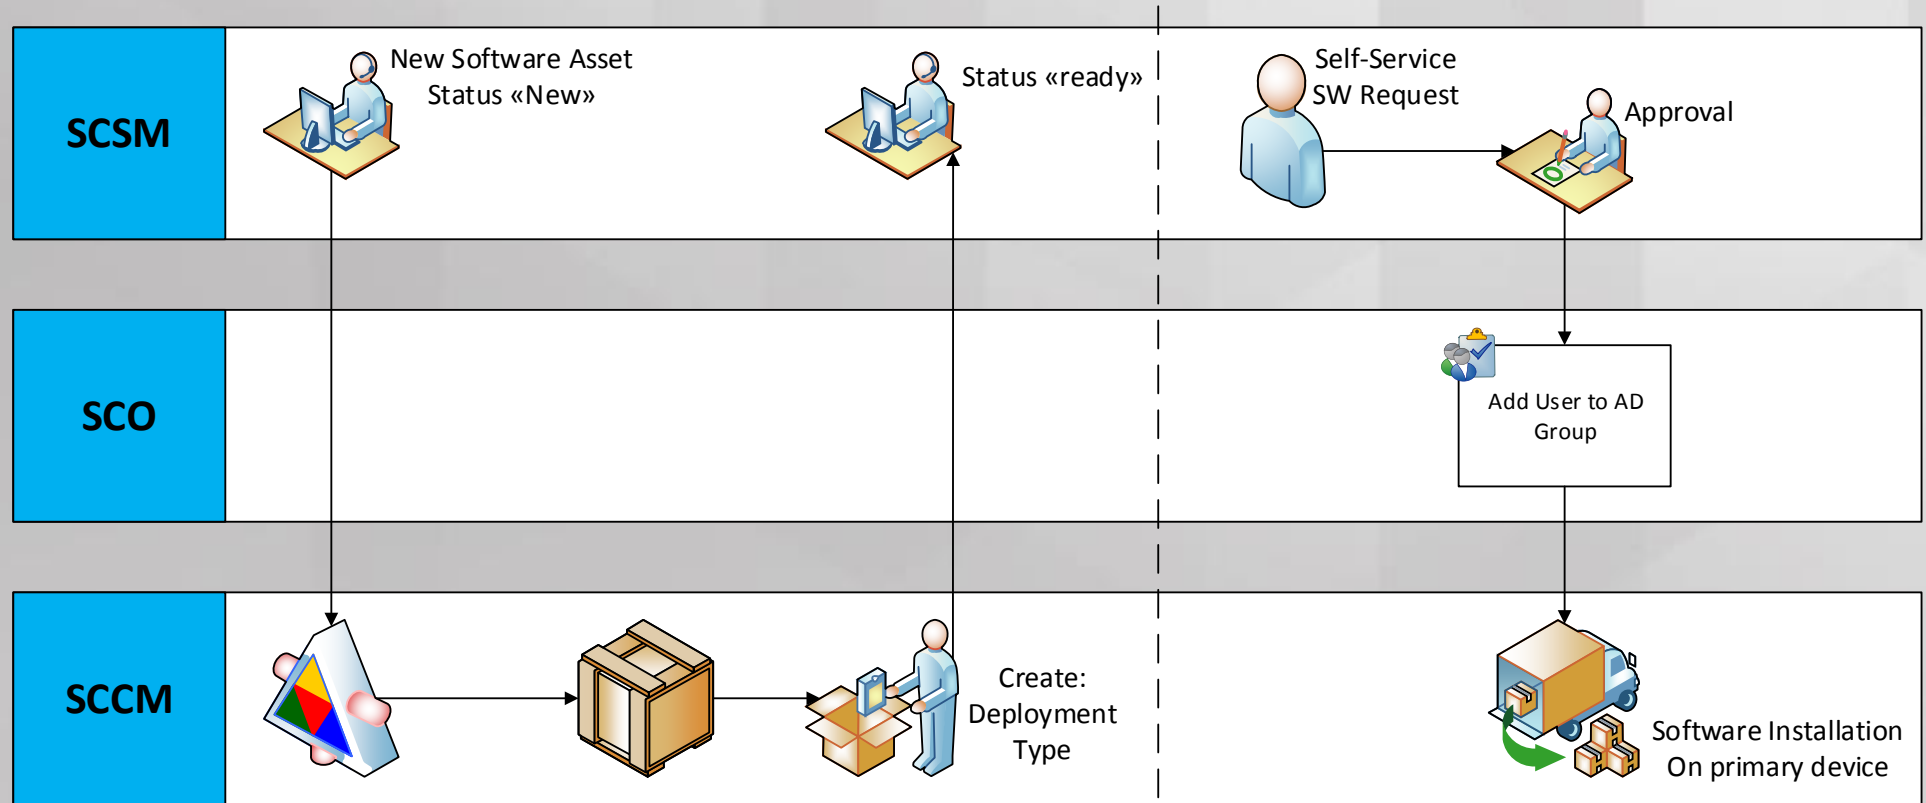 SCSM
New Software Asset
Status «New»
Status «ready»
Self-Service
SW Request
Approval
SCO
Add User to AD
Group
SCCM
Create:
Deployment
Type
Software Installation
On primary device